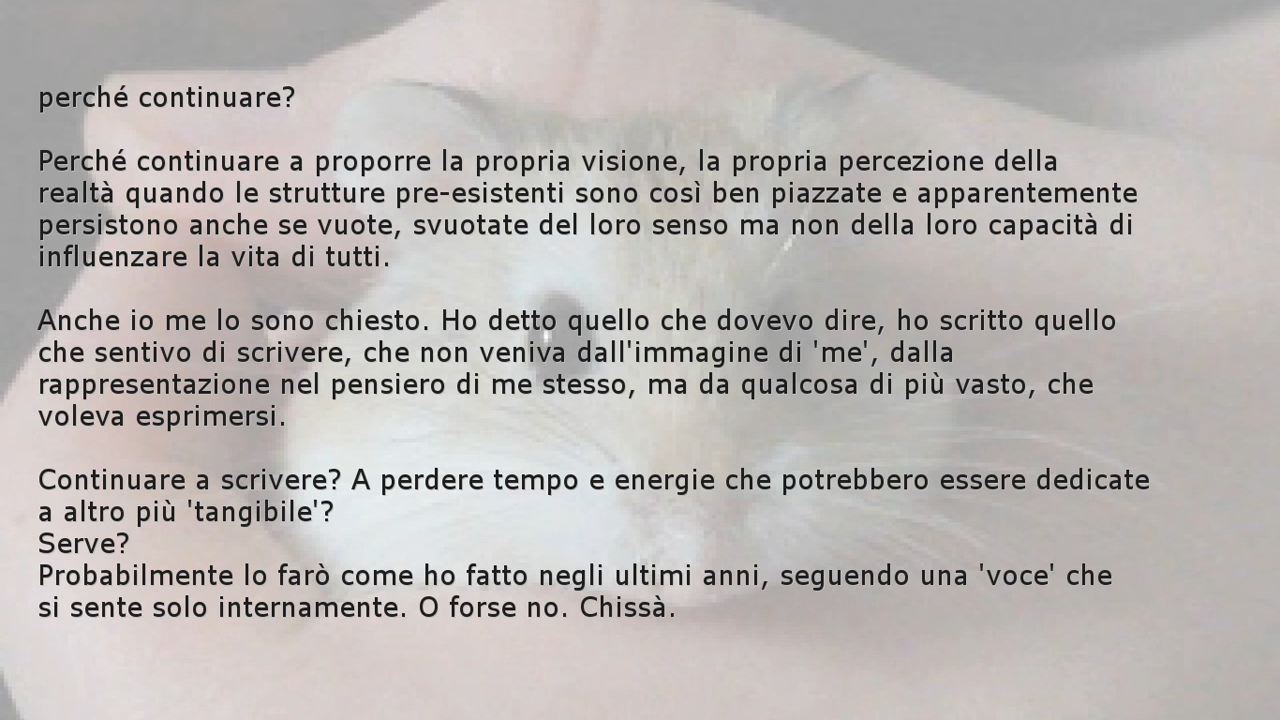 perché continuare?
Perché continuare a proporre la propria visione, la propria percezione della
realtà quando le strutture pre-esistenti sono così ben piazzate e apparentemente
persistono anche se vuote, svuotate del loro senso ma non della loro capacità di
influenzare la vita di tutti.
Anche io me lo sono chiesto. Ho detto quello che dovevo dire, ho scritto quello
che sentivo di scrivere, che non veniva dall'immagine di 'me', dalla
rappresentazione nel pensiero di me stesso, ma da qualcosa di più vasto, che
voleva esprimersi.
Continuare a scrivere? A perdere tempo e energie che potrebbero essere dedicate
a altro più 'tangibile'?
Serve?
Probabilmente lo farò come ho fatto negli ultimi anni, seguendo una 'voce' che
si sente solo internamente. O forse no. Chissà.